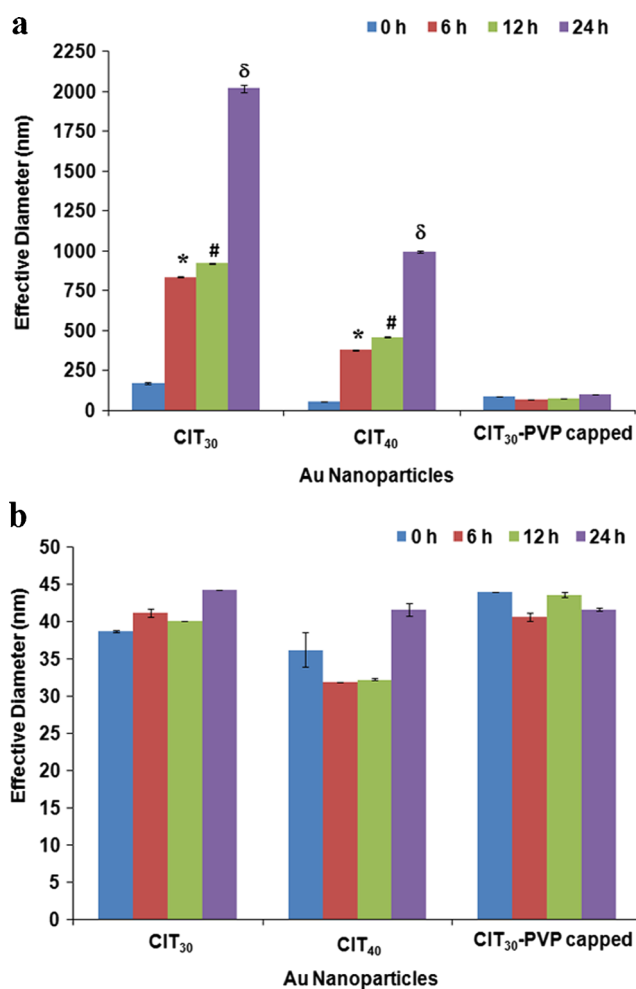 a
0 h 6 h 12 h 24 h
Effective Diameter (nm)
2250
2000
1750
1500
1250
1000
750
500
250
0
* # δ
* # δ
CIT30 CIT40 CIT30-PVP capped
Au Nanoparticles
b
0 h 6 h 12 h 24 h
Effective Diameter (nm)
50
45
40
35
30
25
20
15
10
5
0
CIT30 CIT40 CIT30-PVP capped
Au Nanoparticles